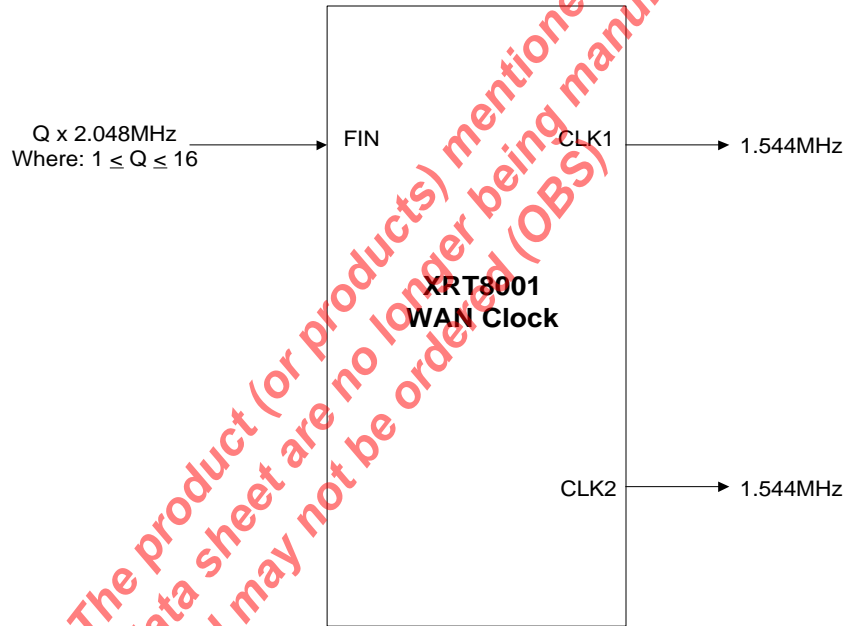 Q x 2.048MHz
Where: 1 ≤ Q ≤ 16
FIN
CLK1
1.544MHz
XRT8001
WAN Clock
CLK2
1.544MHz
The product (or products) mentione
data sheet are no longer being manu
may not be ordered (OBS)